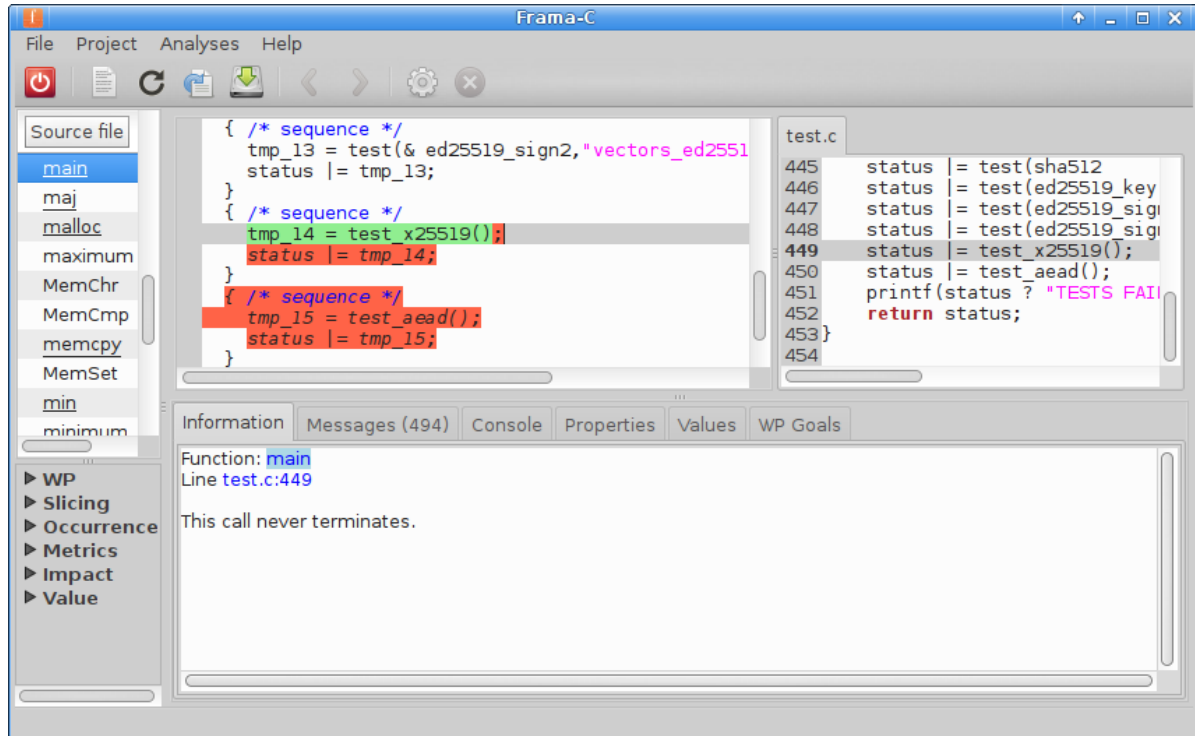 Frama-C
File Project Analyses Help
Source file
main
maj
malloc
maximum
MemChr
MemCmp
memcpy
MemSet
min
minimum
{ /* sequence */
tmp_13 = test(& ed25519_sign2,"vectors_ed2551
status |= tmp_13;
}
{ /* sequence */
tmp_14 = test_x25519();
status |= tmp_14;
}
{ /* sequence */
tmp_15 = test_aead();
status |= tmp_15;
}
test.c
445 status |= test(sha512
446 status |= test(ed25519_key
447 status |= test(ed25519_sig
448 status |= test(ed25519_sig
449 status |= test_x25519();
450 status |= test_aead();
451 printf(status ? "TESTS FAI
452 return status;
453 }
454
WP
Slicing
Occurrence
Metrics
Impact
Value
Information Messages (494) Console Properties Values WP Goals
Function: main
Line test.c:449
This call never terminates.